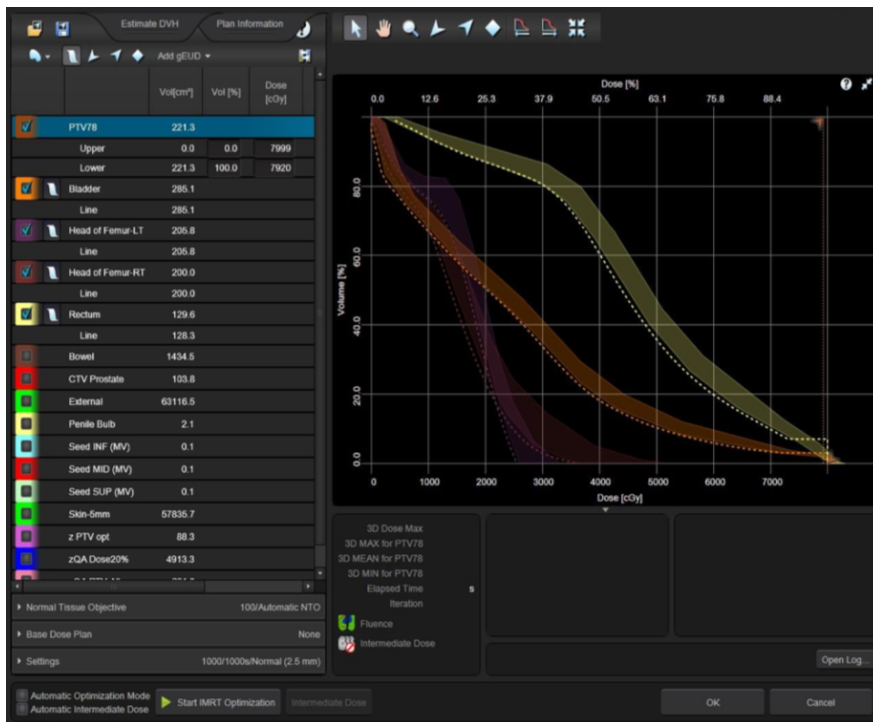 Estimate DVH Plan Information
Add gEUD
Vol[cm³] Vol [%] Dose [cGy]
PTV78 221.3
Upper 0.0 0.0 7999
Lower 221.3 100.0 7920
Bladder 285.1
Line 285.1
Head of Femur-LT 205.8
Line 205.8
Head of Femur-RT 200.0
Line 200.0
Rectum 129.6
Line 128.3
Bowel 1434.5
CTV Prostate 103.8
External 63116.5
Penile Bulb 2.1
Seed INF (MV) 0.1
Seed MID (MV) 0.1
Seed SUP (MV) 0.1
Skin-5mm 57835.7
z PTV opt 88.3
zQA Dose20% 4913.3
Normal Tissue Objective 100/Automatic NTO
Base Dose Plan None
Settings 1000/1000s/Normal (2.5 mm)
Automatic Optimization Mode
Automatic Intermediate Dose
Start IMRT Optimization
Intermediate Dose
Dose [%]
0.0 12.6 25.3 37.9 50.5 63.1 75.8 88.4
Volume [%]
80.0
60.0
40.0
20.0
0.0
0 1000 2000 3000 4000 5000 6000 7000
Dose [cGy]
3D Dose Max
3D MAX for PTV78
3D MEAN for PTV78
3D MIN for PTV78
Elapsed Time s
Iteration
Fluence
Intermediate Dose
Open Log...
OK Cancel